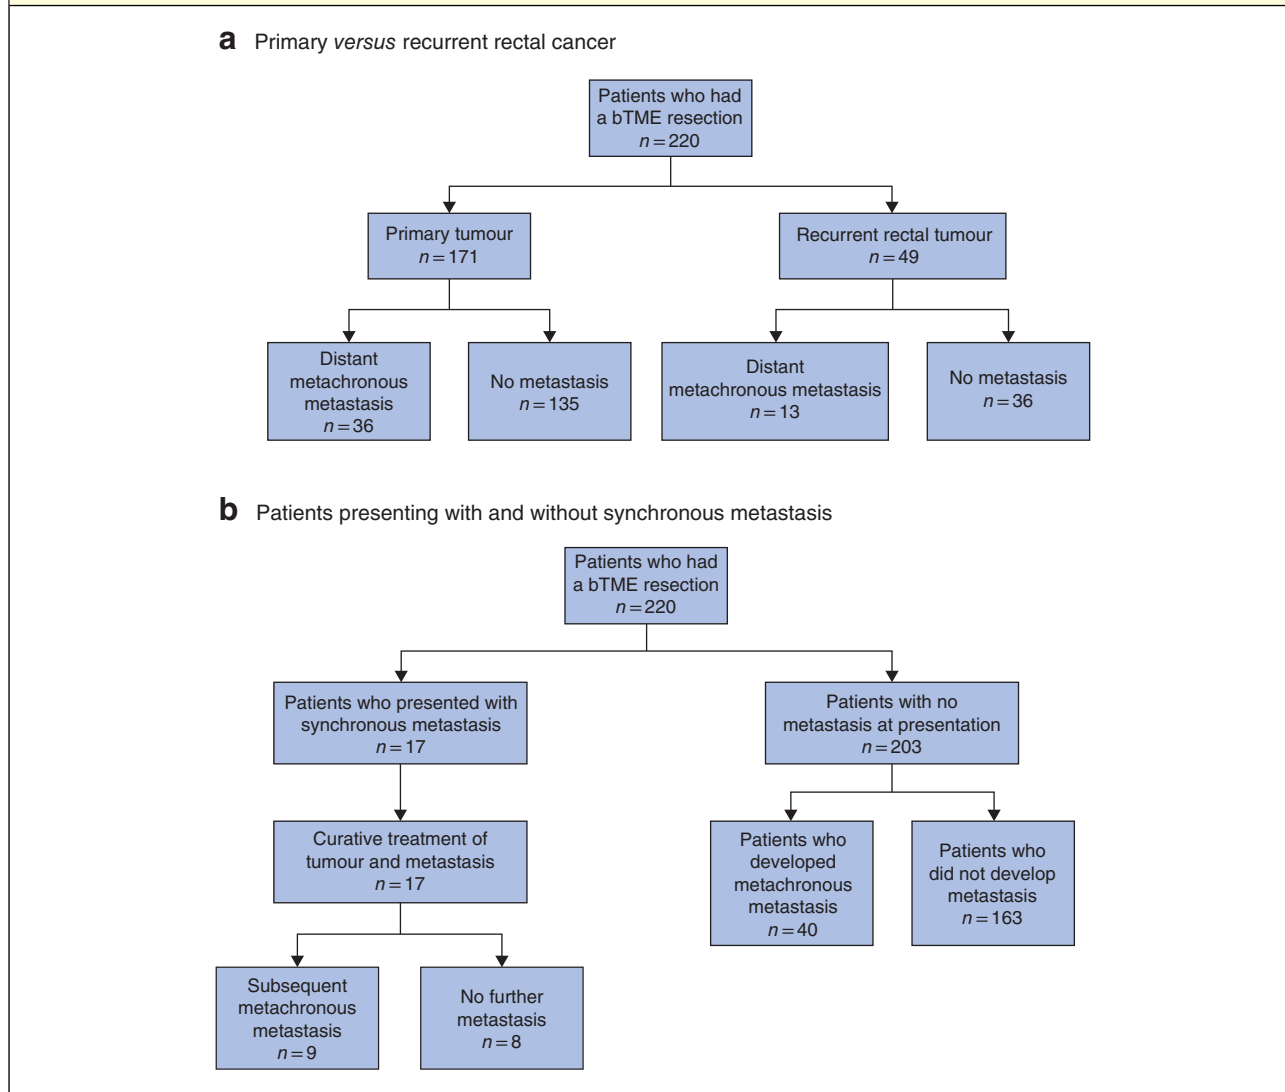 a Primary versus recurrent rectal cancer
Patients who had
a bTME resection
n = 220
Primary tumour
n = 171
Recurrent rectal tumour
n = 49
Distant
metachronous
metastasis
n = 36
No metastasis
n = 135
Distant
metachronous metastasis
n = 13
No metastasis
n = 36
b Patients presenting with and without synchronous metastasis
Patients who had
a bTME resection
n = 220
Patients who presented with
synchronous metastasis
n = 17
Patients with no
metastasis at presentation
n = 203
Curative treatment of
tumour and metastasis
n = 17
Patients who
developed
metachronous
metastasis
n = 40
Patients who
did not develop
metastasis
n = 163
Subsequent
metachronous
metastasis
n = 9
No further
metastasis
n = 8